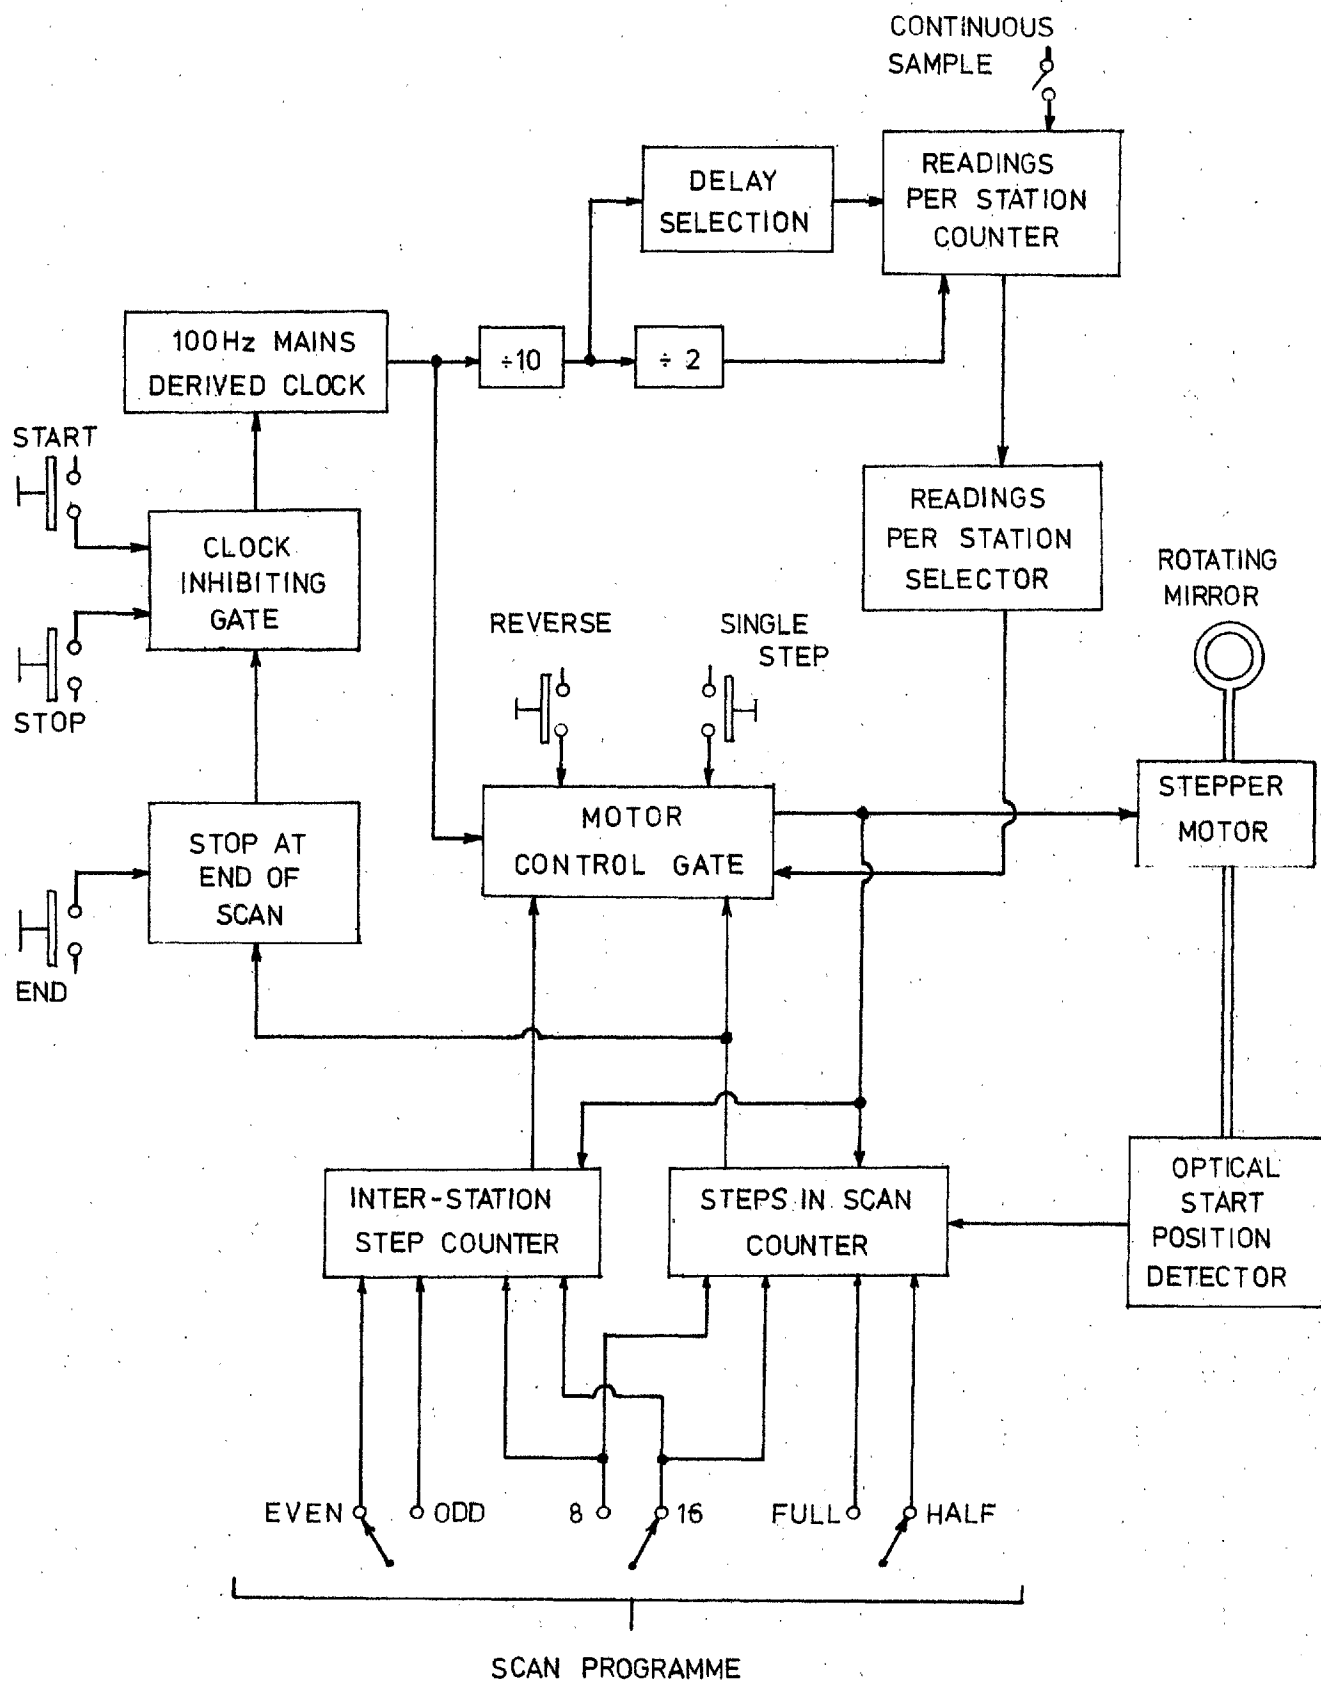 CONTINUOUS
SAMPLE
READINGS
PER STATION
COUNTER
DELAY
SELECTION
100Hz MAINS
DERIVED CLOCK
÷10
÷ 2
START
CLOCK
INHIBITING
GATE
STOP
READINGS
PER STATION
SELECTOR
ROTATING
MIRROR
REVERSE
SINGLE
STEP
STEPPER
MOTOR
MOTOR
CONTROL GATE
STOP AT
END OF
SCAN
END
INTER-STATION
STEP COUNTER
STEPS IN SCAN
COUNTER
OPTICAL
START
POSITION
DETECTOR
EVEN
ODD
8
16
FULL
HALF
SCAN PROGRAMME